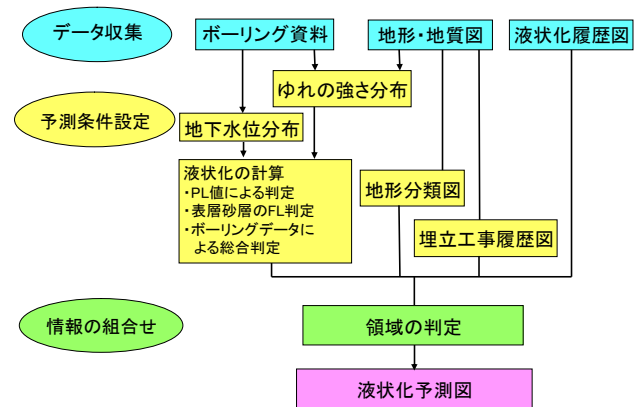 データ収集
ボーリング資料
地形・地質図
液状化履歴図
ゆれの強さ分布
予測条件設定
地下水位分布
液状化の計算
・PL値による判定
・表層砂層のFL判定
・ボーリングデータに
よる総合判定
地形分類図
埋立工事履歴図
情報の組合せ
領域の判定
液状化予測図